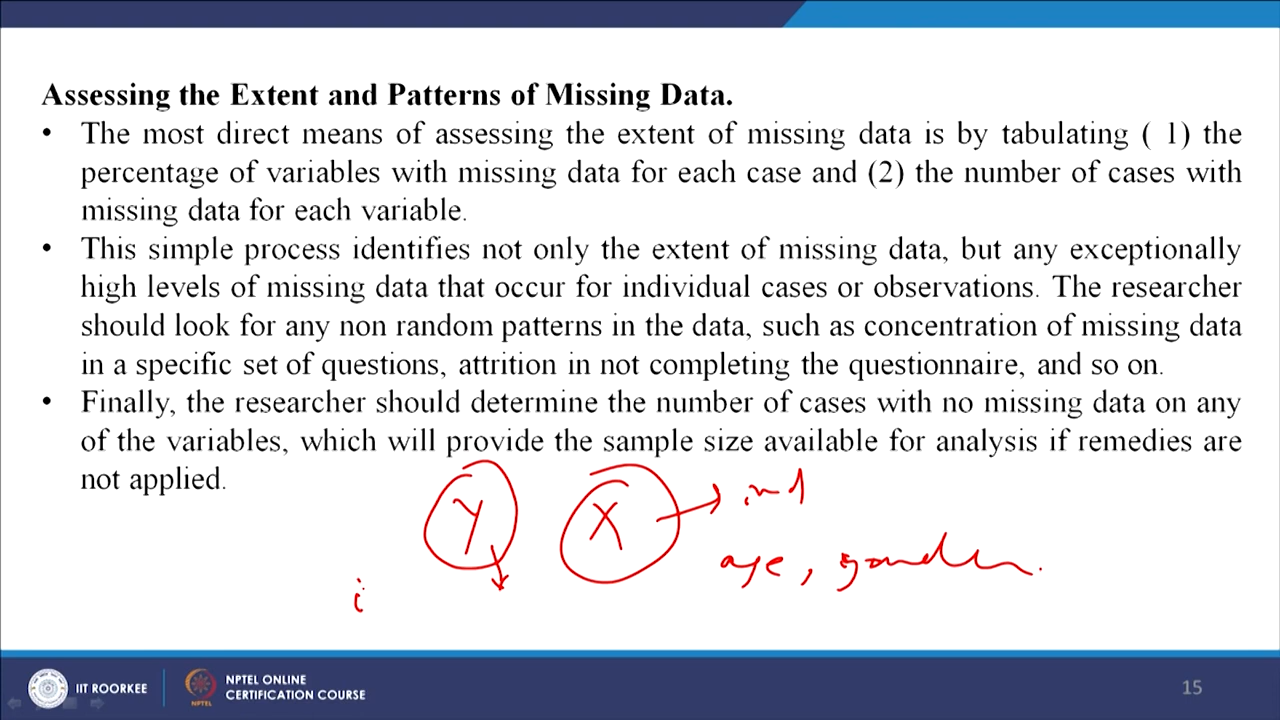 Assessing the Extent and Patterns of Missing Data.
• The most direct means of assessing the extent of missing data is by tabulating ( 1) the
percentage of variables with missing data for each case and (2) the number of cases with
missing data for each variable.
• This simple process identifies not only the extent of missing data, but any exceptionally
high levels of missing data that occur for individual cases or observations. The researcher
should look for any non random patterns in the data, such as concentration of missing data
in a specific set of questions, attrition in not completing the questionnaire, and so on.
• Finally, the researcher should determine the number of cases with no missing data on any
of the variables, which will provide the sample size available for analysis if remedies are
not applied.
Y X → ind
age, gender.
i
IIT ROORKEE
NPTEL
NPTEL ONLINE
CERTIFICATION COURSE
15